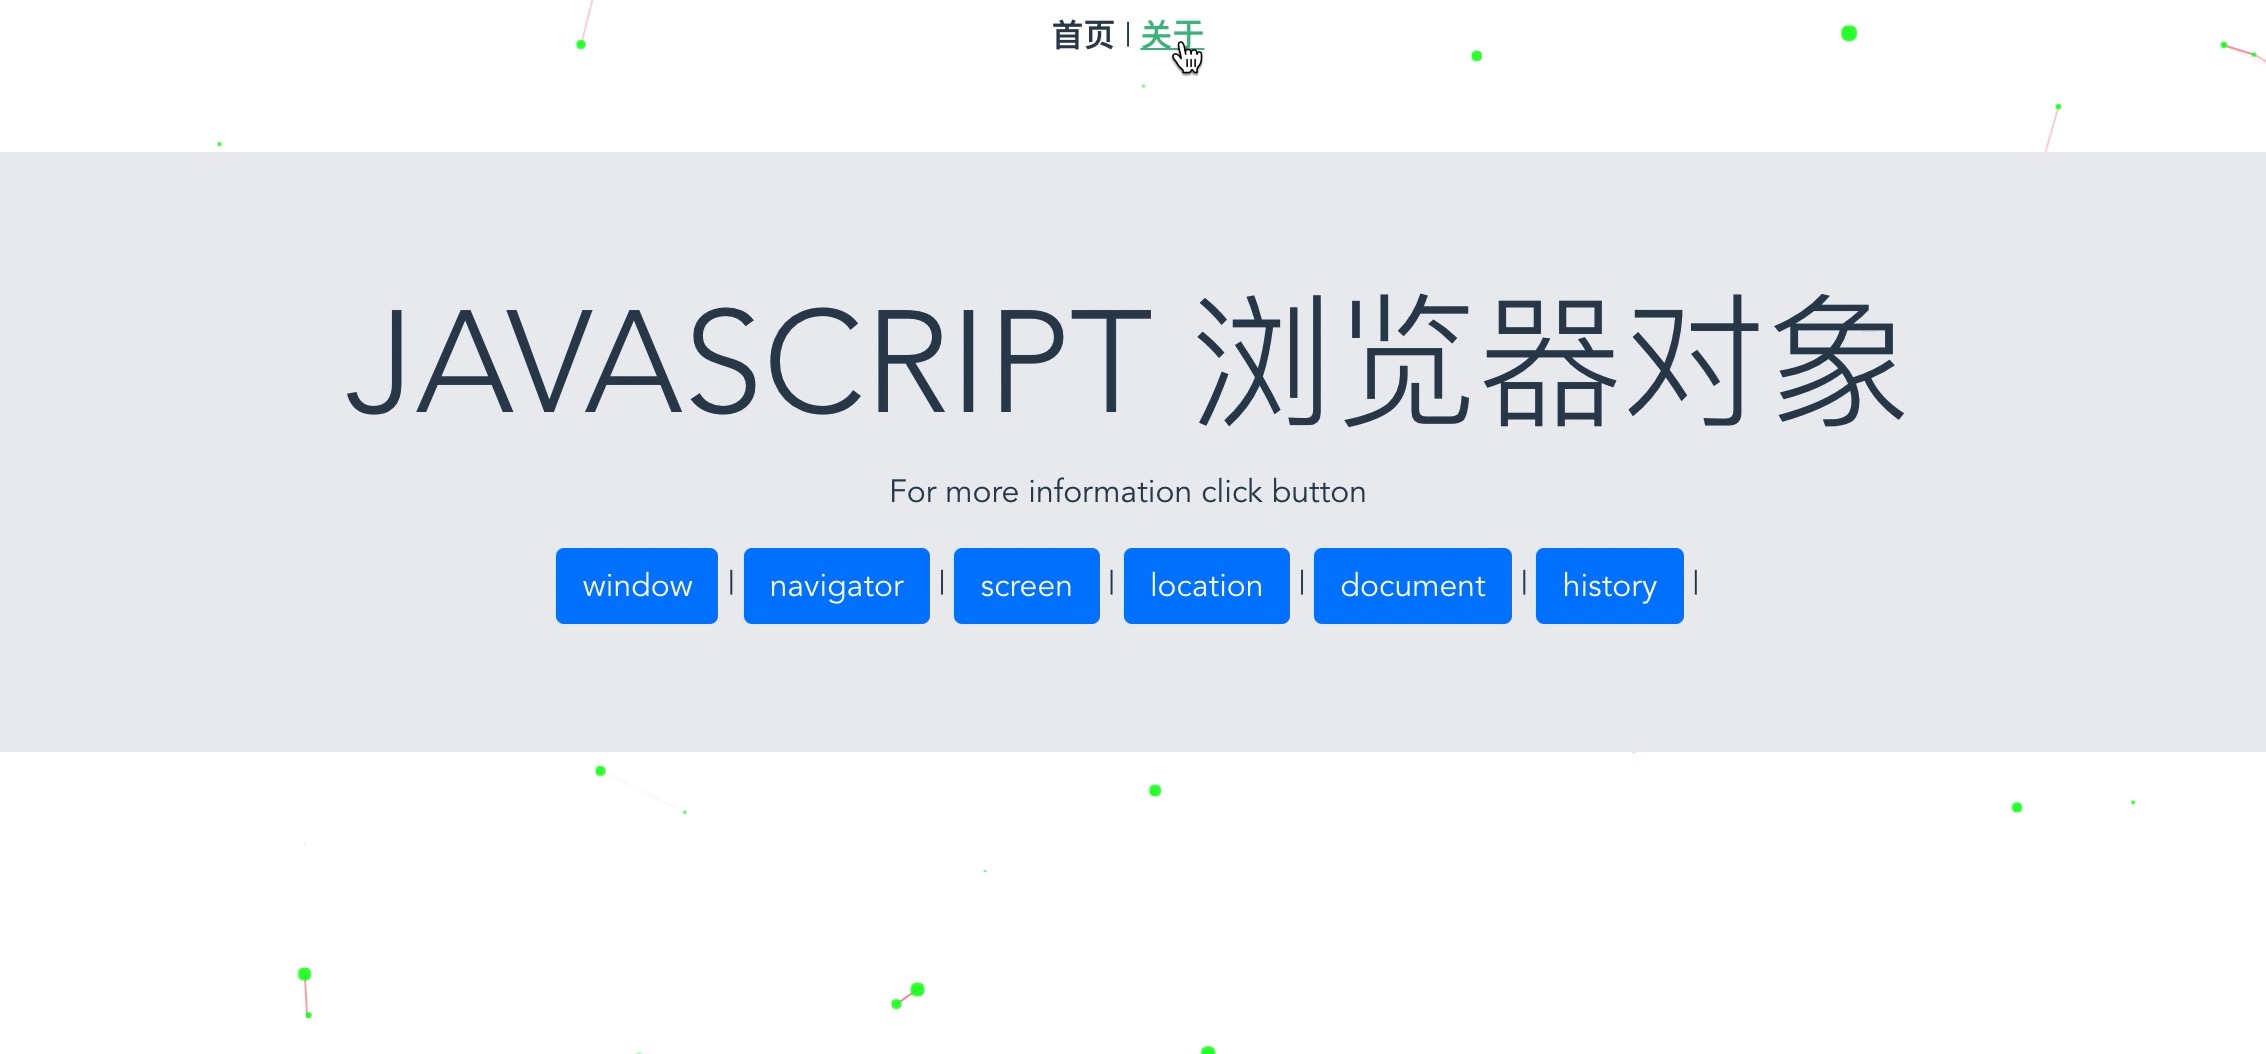 首页 | 关于
JAVASCRIPT 浏览器对象
For more information click button
window | navigator | screen | location | document | history |